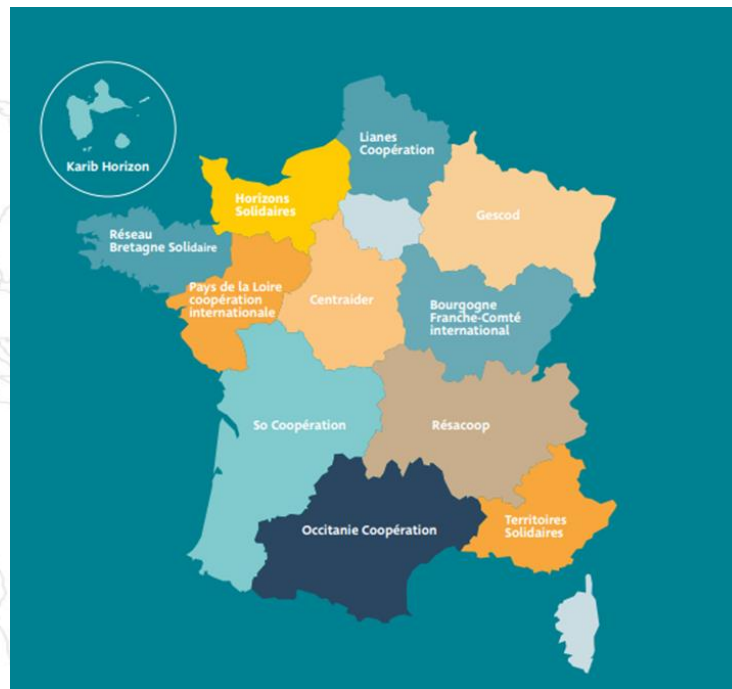 Karib Horizon
Lianes
Coopération
Horizons
Solidaires
Gescod
Réseau
Bretagne Solidaire
Pays de la Loire
coopération
internationale
Centraider
Bourgogne
Franche-Comté
international
So Coopération
Résacoop
Occitanie Coopération
Territoires
Solidaires